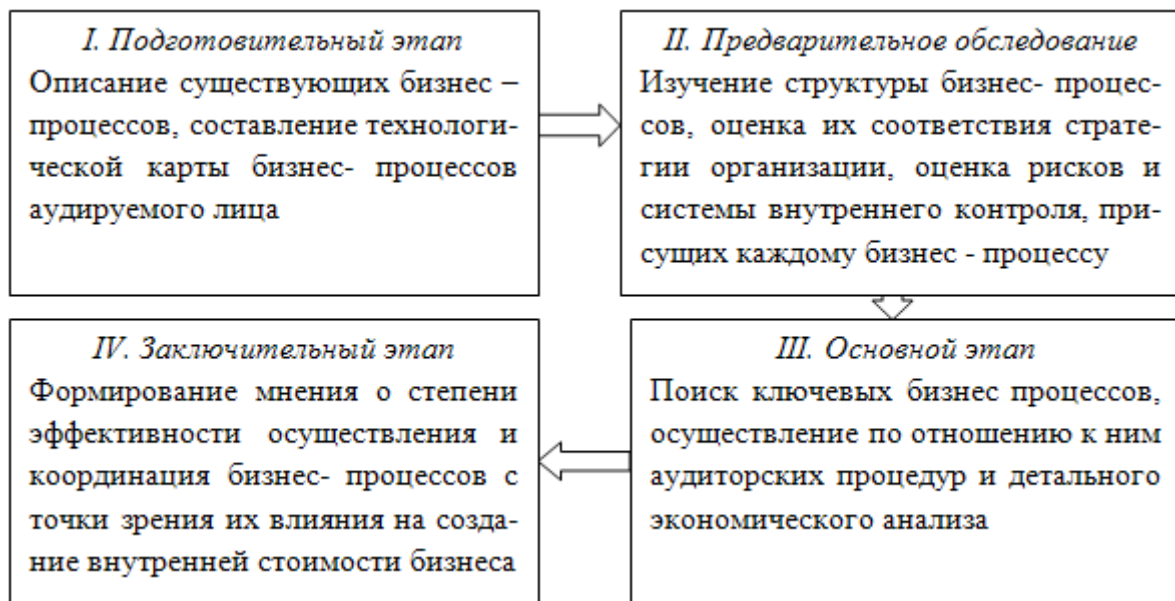 I. Подготовительный этап
Описание существующих бизнес –
процессов, составление технологи-
ческой карты бизнес- процессов
аудируемого лица
II. Предварительное обследование
Изучение структуры бизнес- процес-
сов, оценка их соответствия страте-
гии организации, оценка рисков и
системы внутреннего контроля, при-
сущих каждому бизнес - процессу
III. Основной этап
Поиск ключевых бизнес процессов,
осуществление по отношению к ним
аудиторских процедур и детального
экономического анализа
IV. Заключительный этап
Формирование мнения о степени
эффективности осуществления и
координация бизнес- процессов с
точки зрения их влияния на созда-
ние внутренней стоимости бизнеса